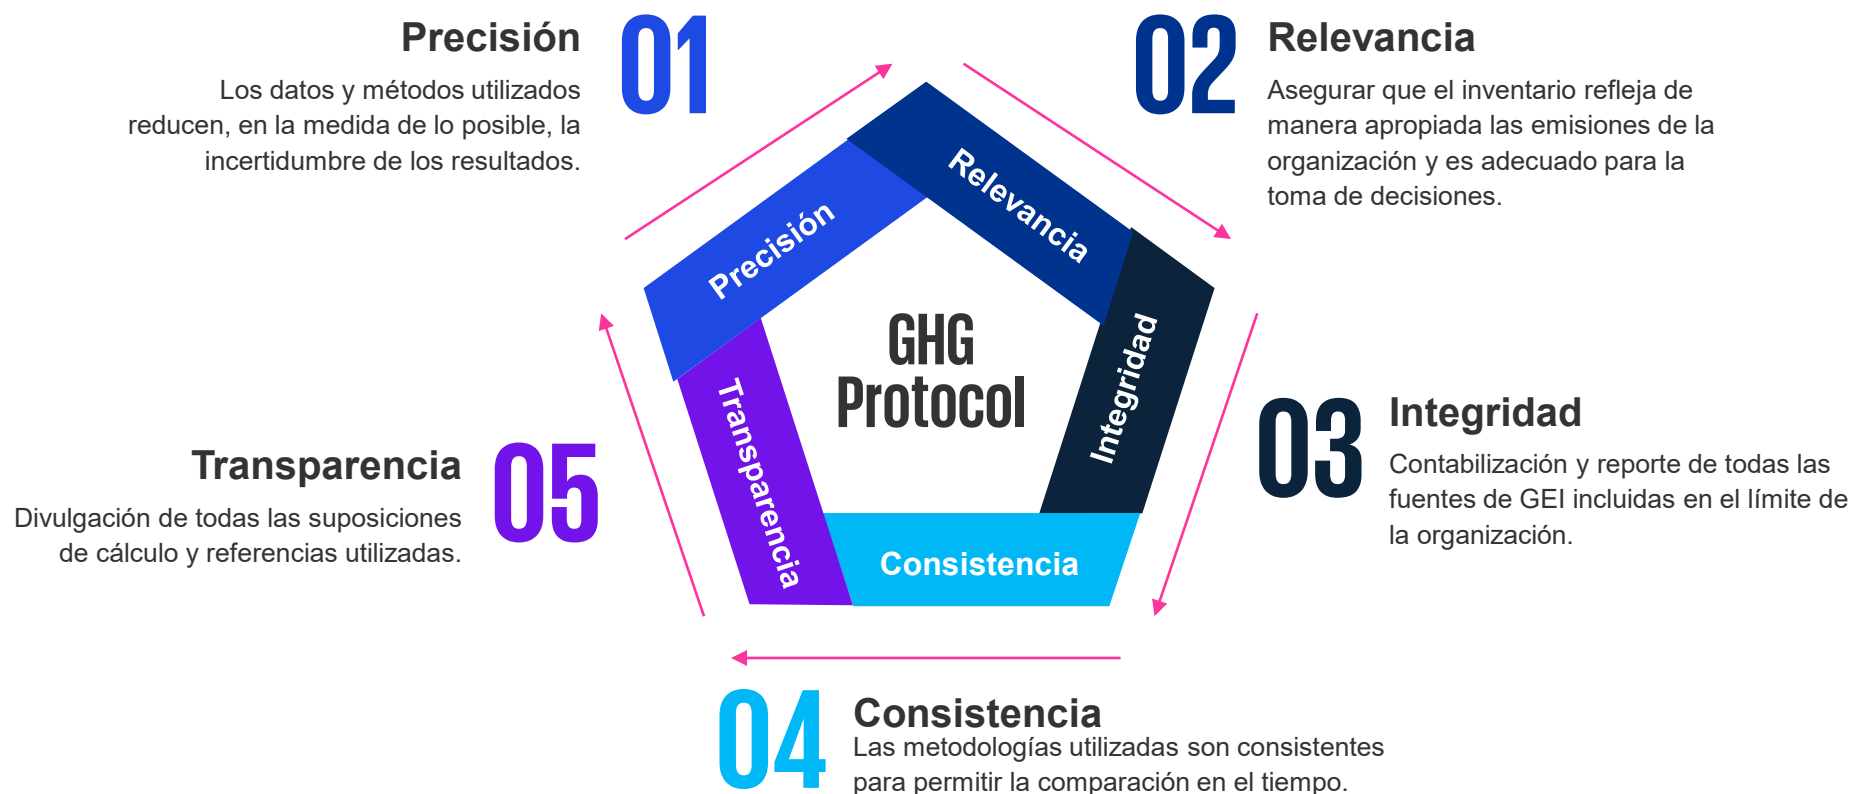 Precisión
01
Los datos y métodos utilizados
reducen, en la medida de lo posible, la
incertidumbre de los resultados.
02
Relevancia
Asegurar que el inventario refleja de
manera apropiada las emisiones de la
organización y es adecuado para la
toma de decisiones.
Precisión
Relevancia
Integridad
Consistencia
Transparencia
GHG
Protocol
03
Integridad
Contabilización y reporte de todas las
fuentes de GEI incluidas en el límite de
la organización.
04
Consistencia
Las metodologías utilizadas son consistentes
para permitir la comparación en el tiempo.
Transparencia
05
Divulgación de todas las suposiciones
de cálculo y referencias utilizadas.